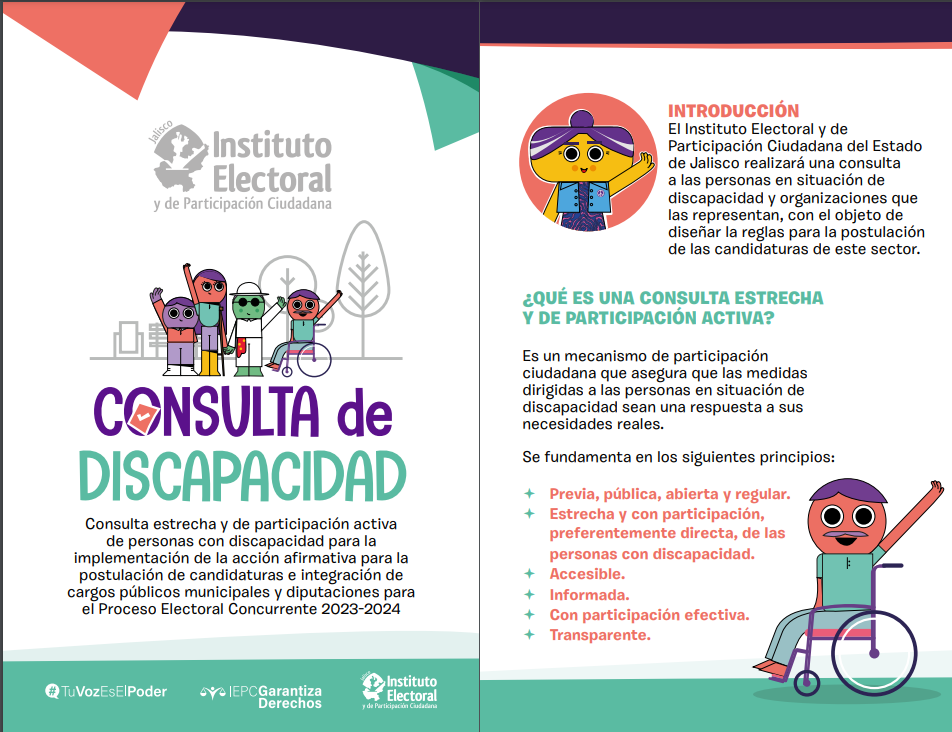 Jalisco
Instituto
Electoral
y de Participación Ciudadana
CONSULTA de
DISCAPACIDAD
Consulta estrecha y de participación activa
de personas con discapacidad para la
implementación de la acción afirmativa para la
postulación de candidaturas e integración de
cargos públicos municipales y diputaciones para
el Proceso Electoral Concurrente 2023-2024
#TuVozEsElPoder
IEPCGarantiza
Derechos
Instituto
Electoral
y de Participación Ciudadana
INTRODUCCIÓN
El Instituto Electoral y de
Participación Ciudadana del Estado
de Jalisco realizará una consulta
a las personas en situación de
discapacidad y organizaciones que
las representan, con el objeto de
diseñar la reglas para la postulación
de las candidaturas de este sector.
¿QUÉ ES UNA CONSULTA ESTRECHA
Y DE PARTICIPACIÓN ACTIVA?
Es un mecanismo de participación
ciudadana que asegura que las medidas
dirigidas a las personas en situación de
discapacidad sean una respuesta a sus
necesidades reales.
Se fundamenta en los siguientes principios:
Previa, pública, abierta y regular.
Estrecha y con participación,
preferentemente directa, de las
personas con discapacidad.
Accesible.
Informada.
Con participación efectiva.
Transparente.